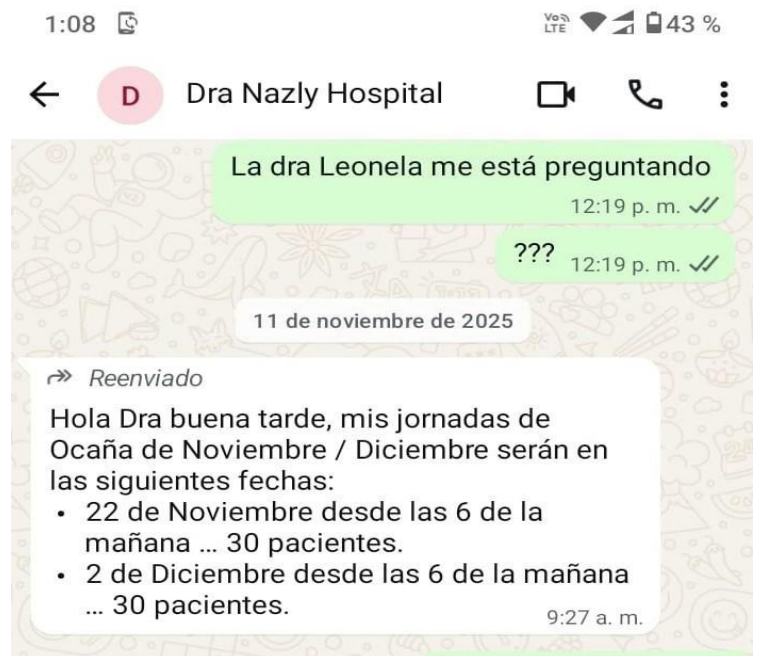 1:08 Vo LTE 43 %
D Dra Nazly Hospital
La dra Leonela me está preguntando
12:19 p. m.
??? 12:19 p. m.
11 de noviembre de 2025
Reenviado
Hola Dra buena tarde, mis jornadas de
Ocaña de Noviembre / Diciembre serán en
las siguientes fechas:
• 22 de Noviembre desde las 6 de la
mañana ... 30 pacientes.
• 2 de Diciembre desde las 6 de la mañana
... 30 pacientes.
9:27 a. m.